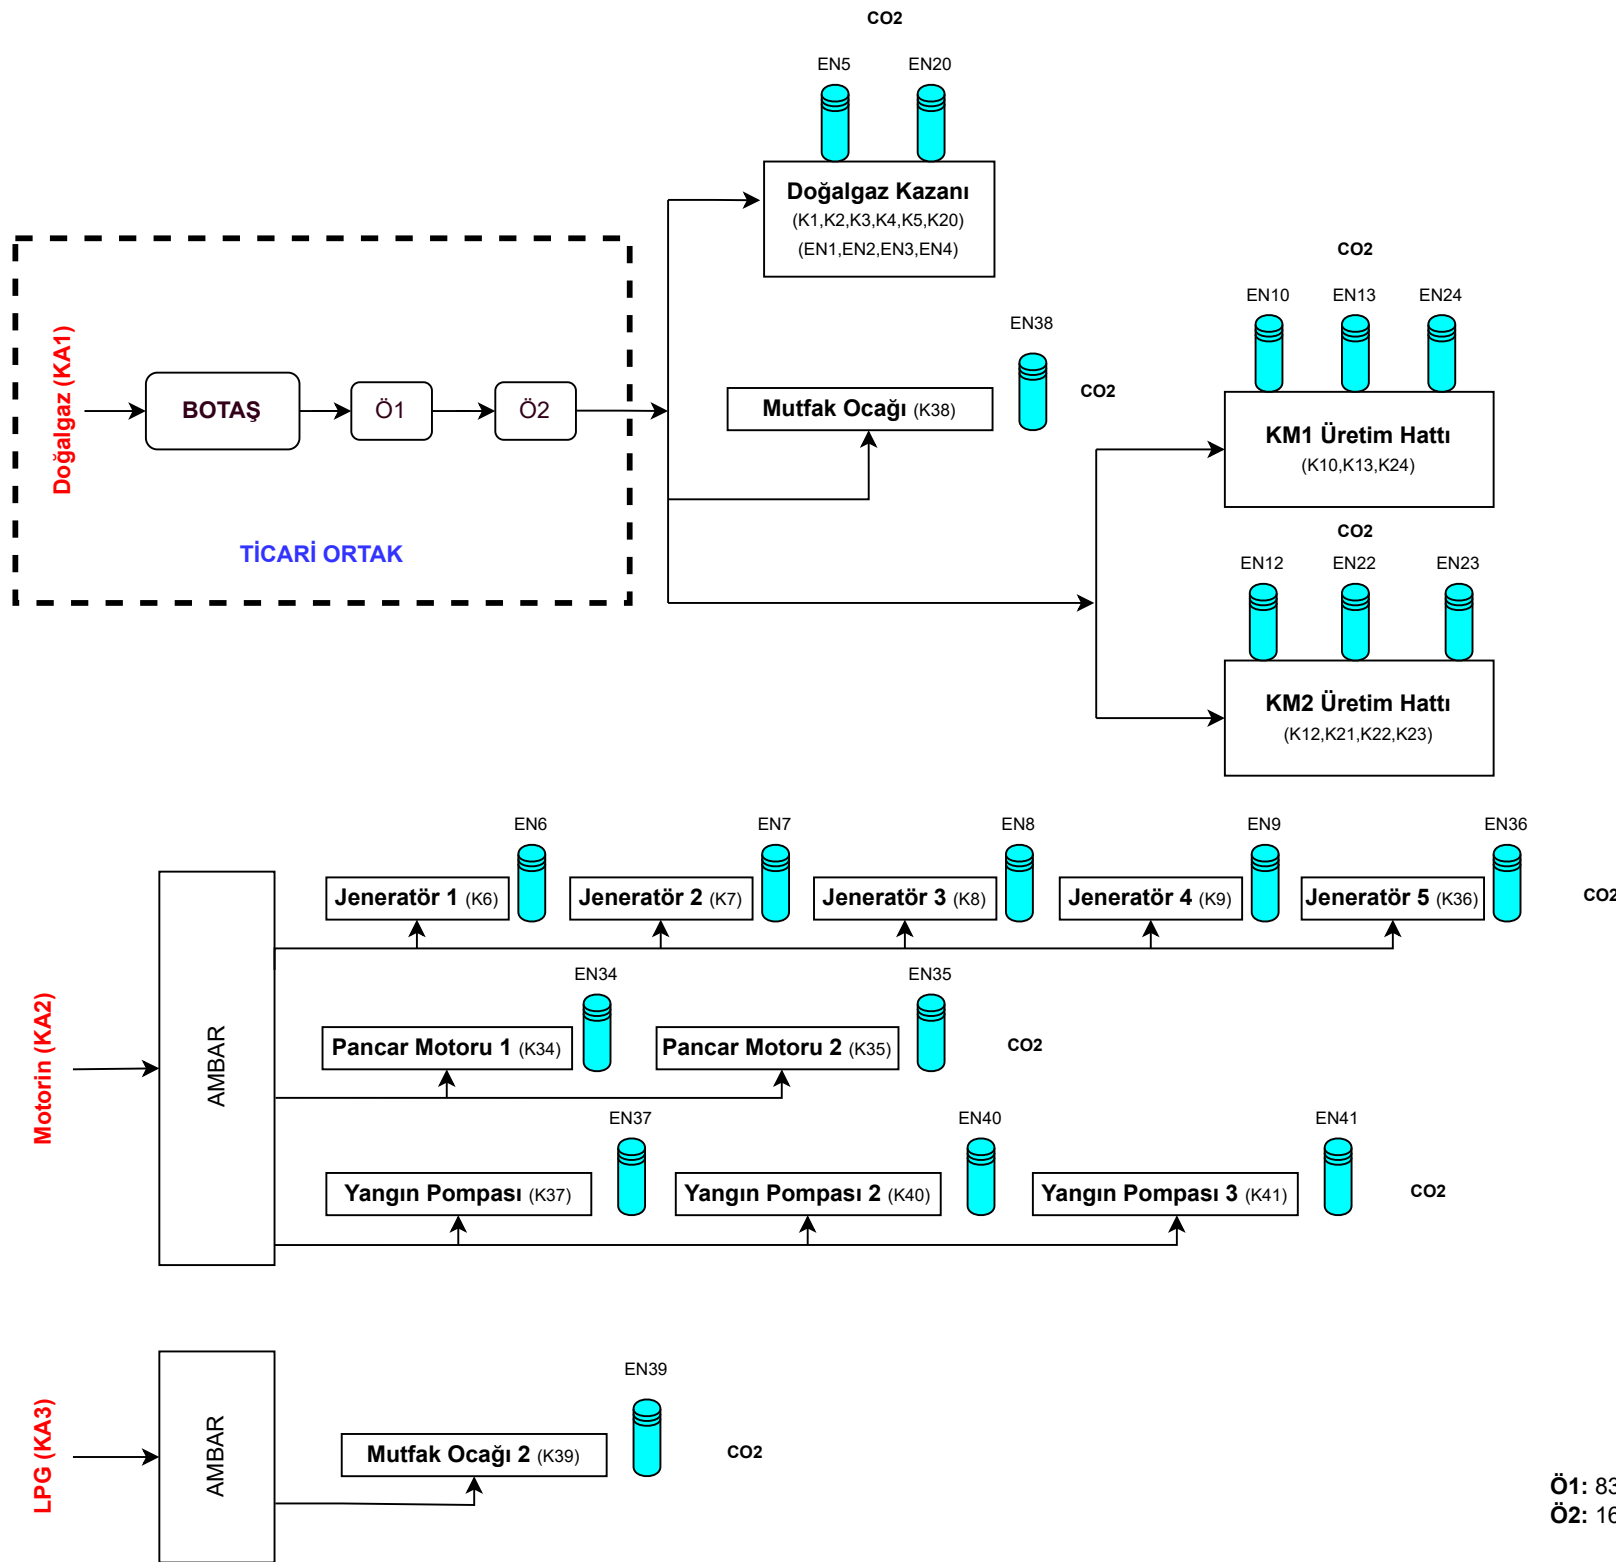 CO2
EN5
EN20
Doğalgaz Kazanı
(K1,K2,K3,K4,K5,K20)
(EN1,EN2,EN3,EN4)
CO2
EN10
EN13
EN24
EN38
Doğalgaz (KA1)
BOTAŞ
Ö1
Ö2
Mutfak Ocağı (K38)
CO2
KM1 Üretim Hattı
(K10,K13,K24)
TİCARİ ORTAK
CO2
EN12
EN22
EN23
KM2 Üretim Hattı
(K12,K21,K22,K23)
EN6
EN7
EN8
EN9
EN36
Jeneratör 1 (K6)
Jeneratör 2 (K7)
Jeneratör 3 (K8)
Jeneratör 4 (K9)
Jeneratör 5 (K36)
CO2
EN34
EN35
Motorin (KA2)
AMBAR
Pancar Motoru 1 (K34)
Pancar Motoru 2 (K35)
CO2
EN37
EN40
EN41
Yangın Pompası (K37)
Yangın Pompası 2 (K40)
Yangın Pompası 3 (K41)
CO2
EN39
LPG (KA3)
AMBAR
Mutfak Ocağı 2 (K39)
CO2
Ö1: 83
Ö2: 16